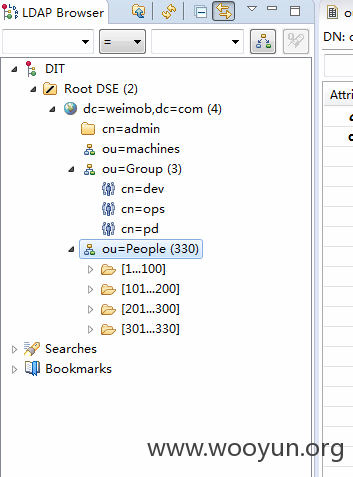 LDAP Browser
o
DN: c
=
DIT
Attri
Root DSE (2)
dc=weimob,dc=com (4)
cn=admin
ou=machines
ou=Group (3)
cn=dev
cn=ops
cn=pd
ou=People (330)
[1...100]
[101...200]
[201...300]
[301...330]
Searches
Bookmarks
www.wooyun.org